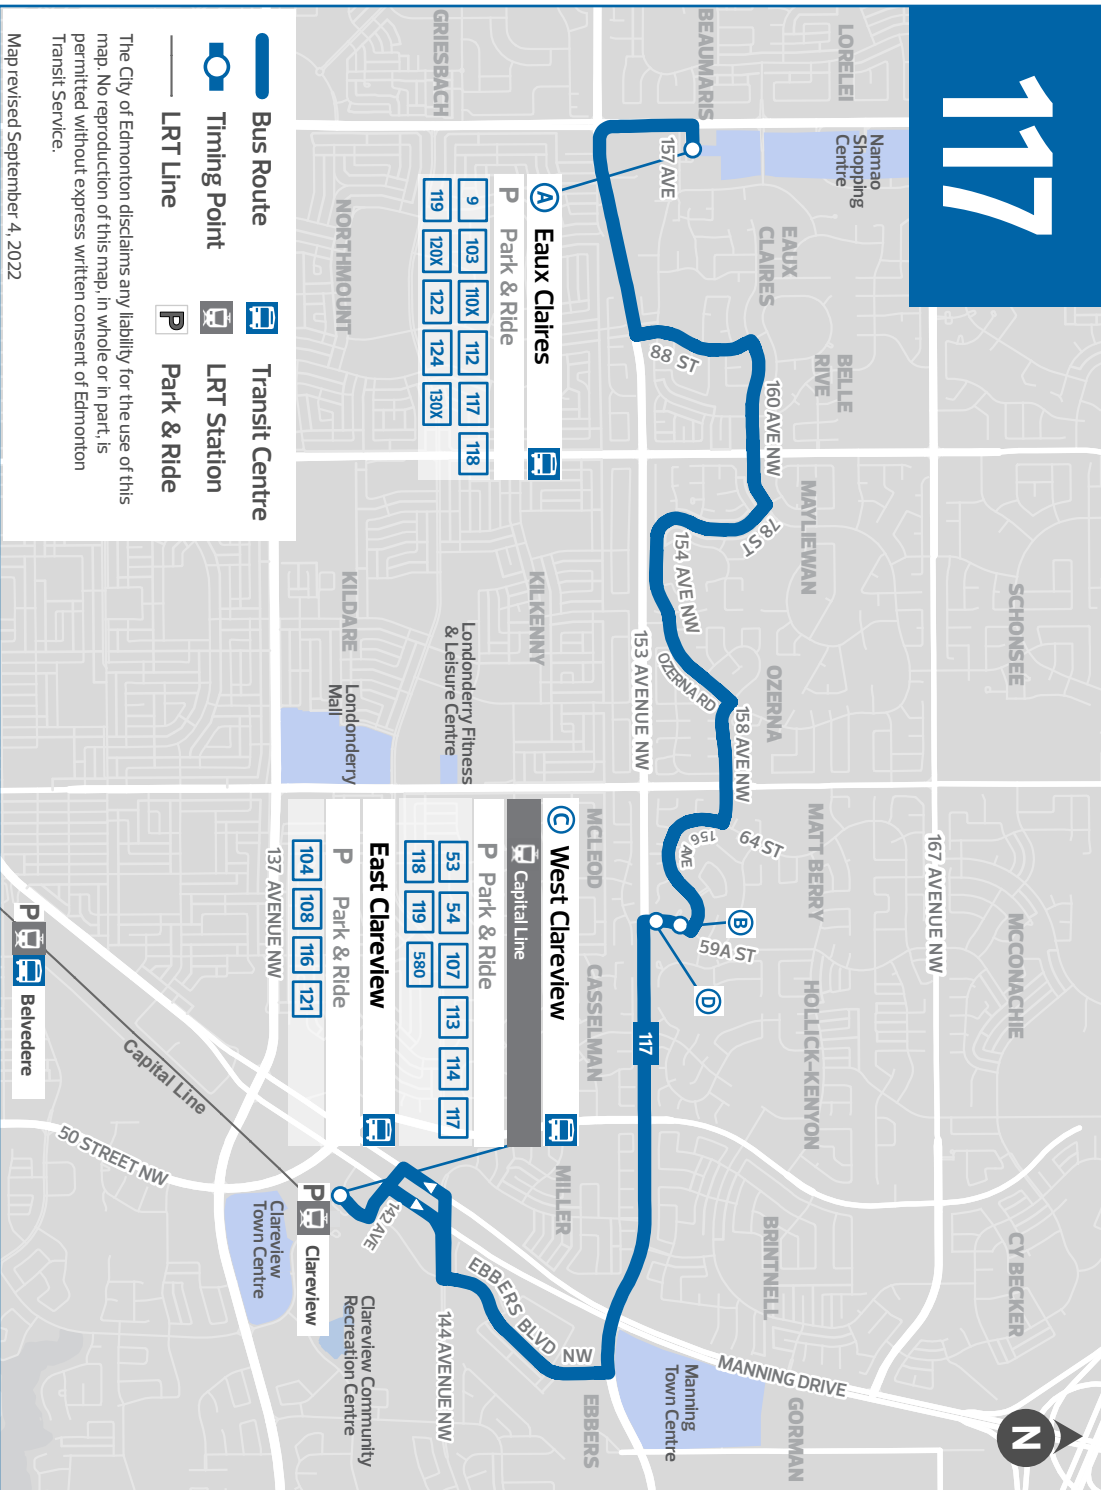 117
LORELEI
BEAUMARIS
GRIESBACH
Namao
Shopping
Centre
157 AVE
EAUX
CLAIRES
NORTHMOUNT
A Eaux Claires
P Park & Ride
9 103 110X 112 117 118
119 120X 122 124 130X
88 ST
BELLE
RIVE
160 AVE NW
MAYLIEWAN
78 ST
154 AVE NW
SCHONSEE
KILKENNY
KILDARE
153 AVENUE NW
OZERNA RD
OZERNA
158 AVE NW
Londonderry Fitness
& Leisure Centre
Londonderry
Mall
MATT BERRY
64 ST
156
AVE
167 AVENUE NW
MCLEOD
B
59A ST
D
MCCONACHIE
HOLLICK-KENYON
CASSELMAN
117
C West Clareview
Capital Line
P Park & Ride
53 54 107 113 114 117
118 119 580
East Clareview
P Park & Ride
104 108 116 121
137 AVENUE NW
P
Belvedere
Capital Line
50 STREET NW
MILLER
BRINTNELL
CY BECKER
142 AVE
P
Clareview
Clareview
Town Centre
EBBERS BLVD NW
144 AVENUE NW
Clareview Community
Recreation Centre
MANNING DRIVE
Manning
Town Centre
EBBERS
GORMAN
N
Bus Route
Timing Point
LRT Line
Transit Centre
LRT Station
P Park & Ride
The City of Edmonton disclaims any liability for the use of this
map. No reproduction of this map, in whole or in part, is
permitted without express written consent of Edmonton
Transit Service.
Map revised September 4, 2022